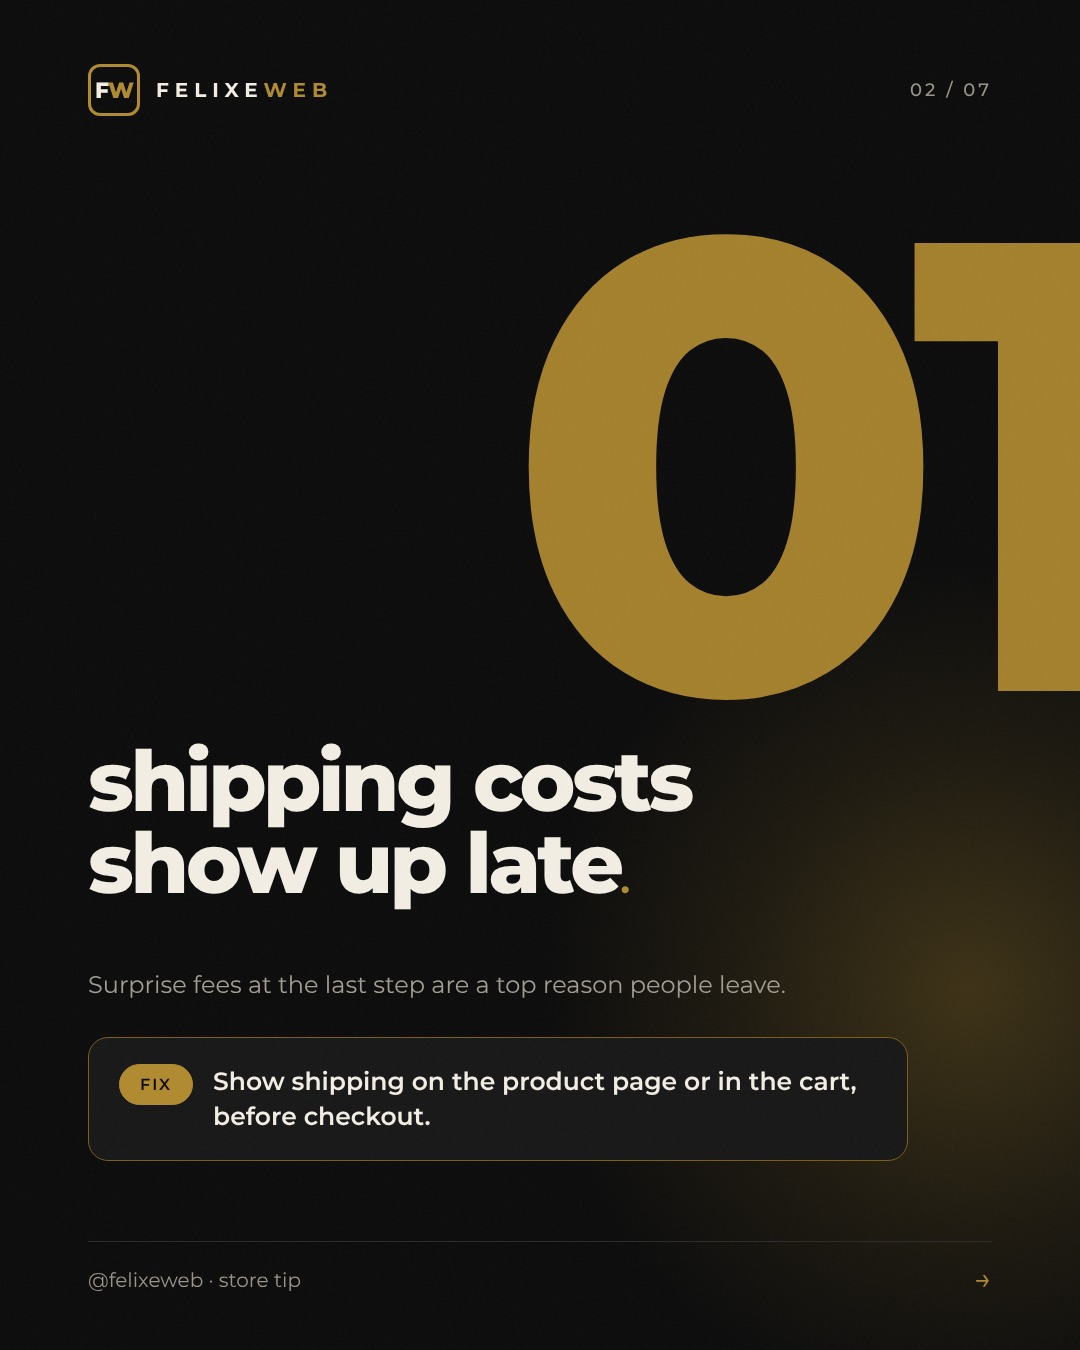 FW FELIXEWEB
02 / 07
01
shipping costs
show up late.
Surprise fees at the last step are a top reason people leave.
FIX Show shipping on the product page or in the cart,
before checkout.
@felixeweb · store tip →